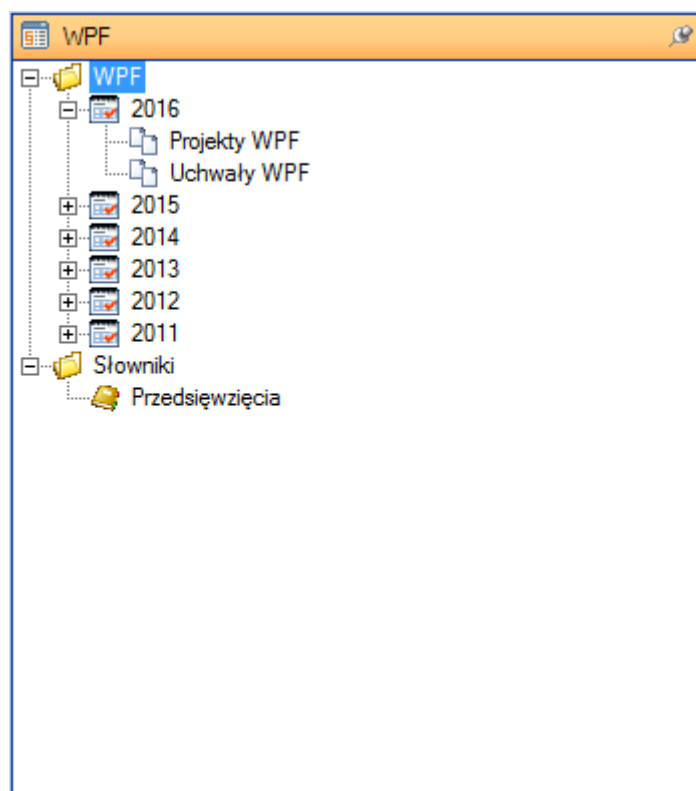 WPF
WPF
2016
Projekty WPF
Uchwały WPF
2015
2014
2013
2012
2011
Słowniki
Przedsięwzięcia